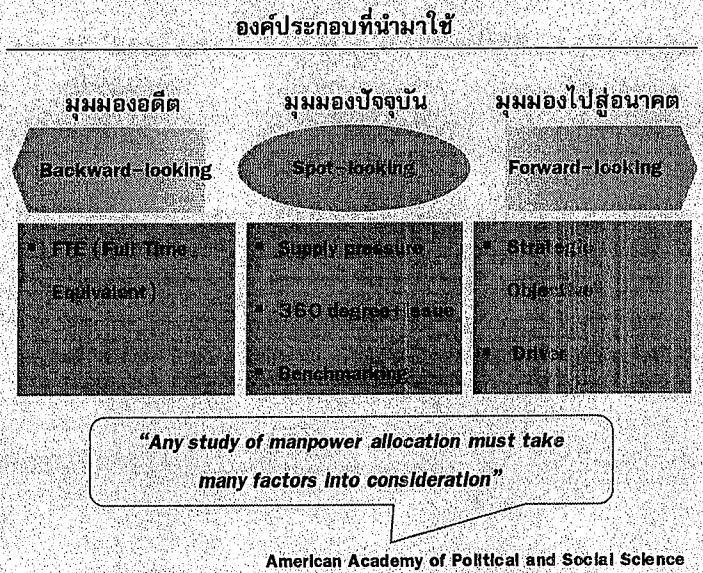 องค์ประกอบที่นำมาใช้
มุมมองอดีต
Backward-looking
▪ FTE (Full Time
Equivalent)
มุมมองปัจจุบัน
Spot-looking
▪ Supply pressure
▪ 360 degree+
▪ Benchmarking
มุมมองไปสู่อนาคต
Forward-looking
▪ Strategic
Objective
▪ Driver
“Any study of manpower allocation must take
many factors into consideration”
American Academy of Political and Social Science